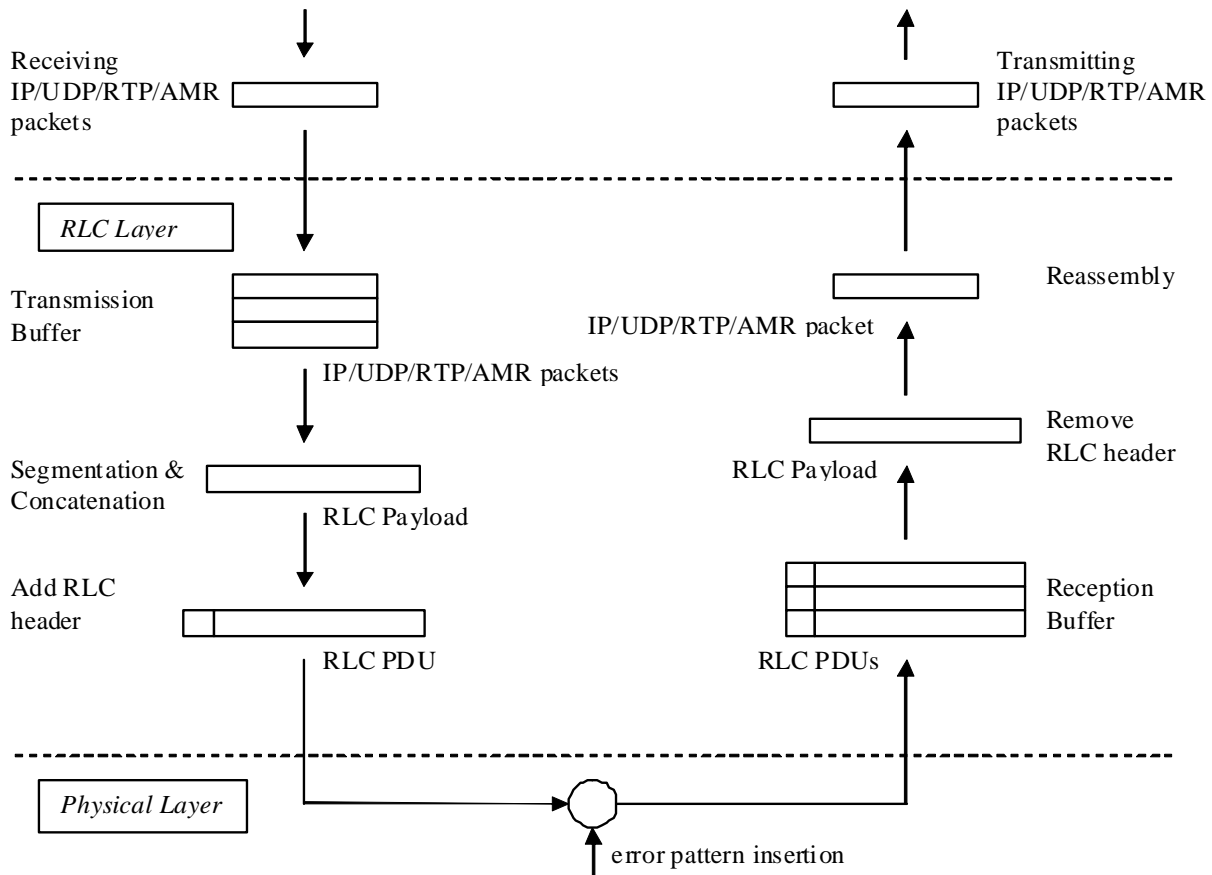 Receiving
IP/UDP/RTP/AMR
packets
Transmitting
IP/UDP/RTP/AMR
packets
RLC Layer
Transmission
Buffer
IP/UDP/RTP/AMR packets
Reassembly
IP/UDP/RTP/AMR packet
Segmentation &
Concatenation
RLC Payload
Remove
RLC header
RLC Payload
Add RLC
header
RLC PDU
Reception
Buffer
RLC PDUs
Physical Layer
error pattern insertion